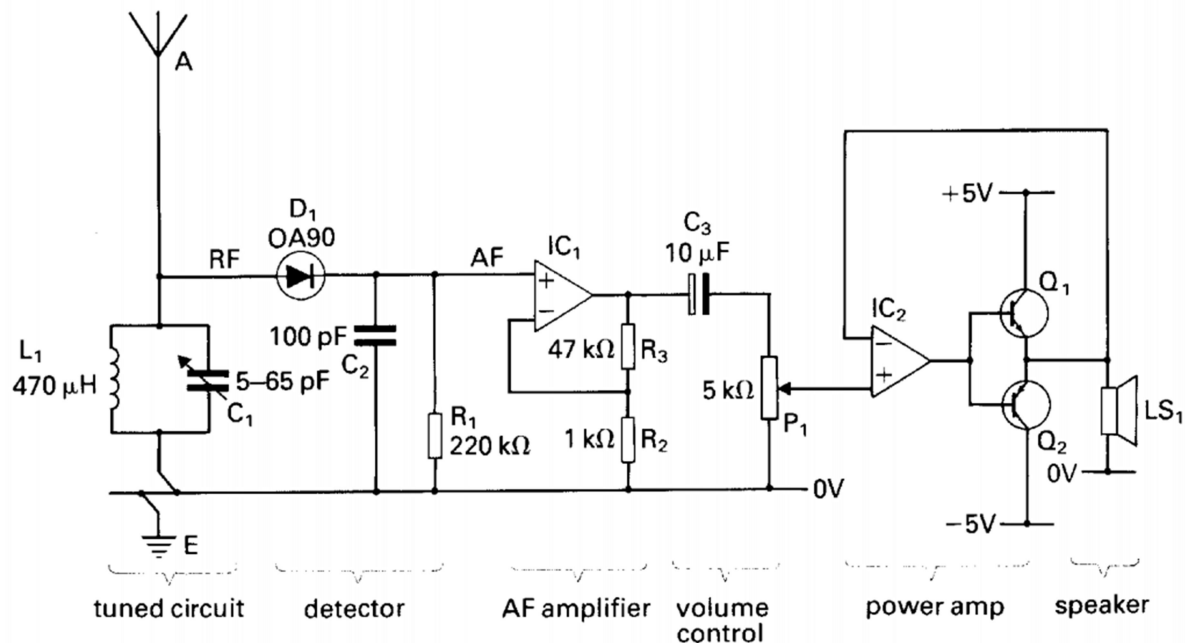 A
D₁
OA90
RF
AF
IC₁
C₃
10 μF
+5V
Q₁
IC₂
L₁
470 μH
5–65 pF
C₁
100 pF
C₂
R₁
220 kΩ
+
−
47 kΩ
R₃
1 kΩ
R₂
5 kΩ
P₁
−
+
Q₂
LS₁
0V
0V
−5V
E
tuned circuit
detector
AF amplifier
volume
control
power amp
speaker